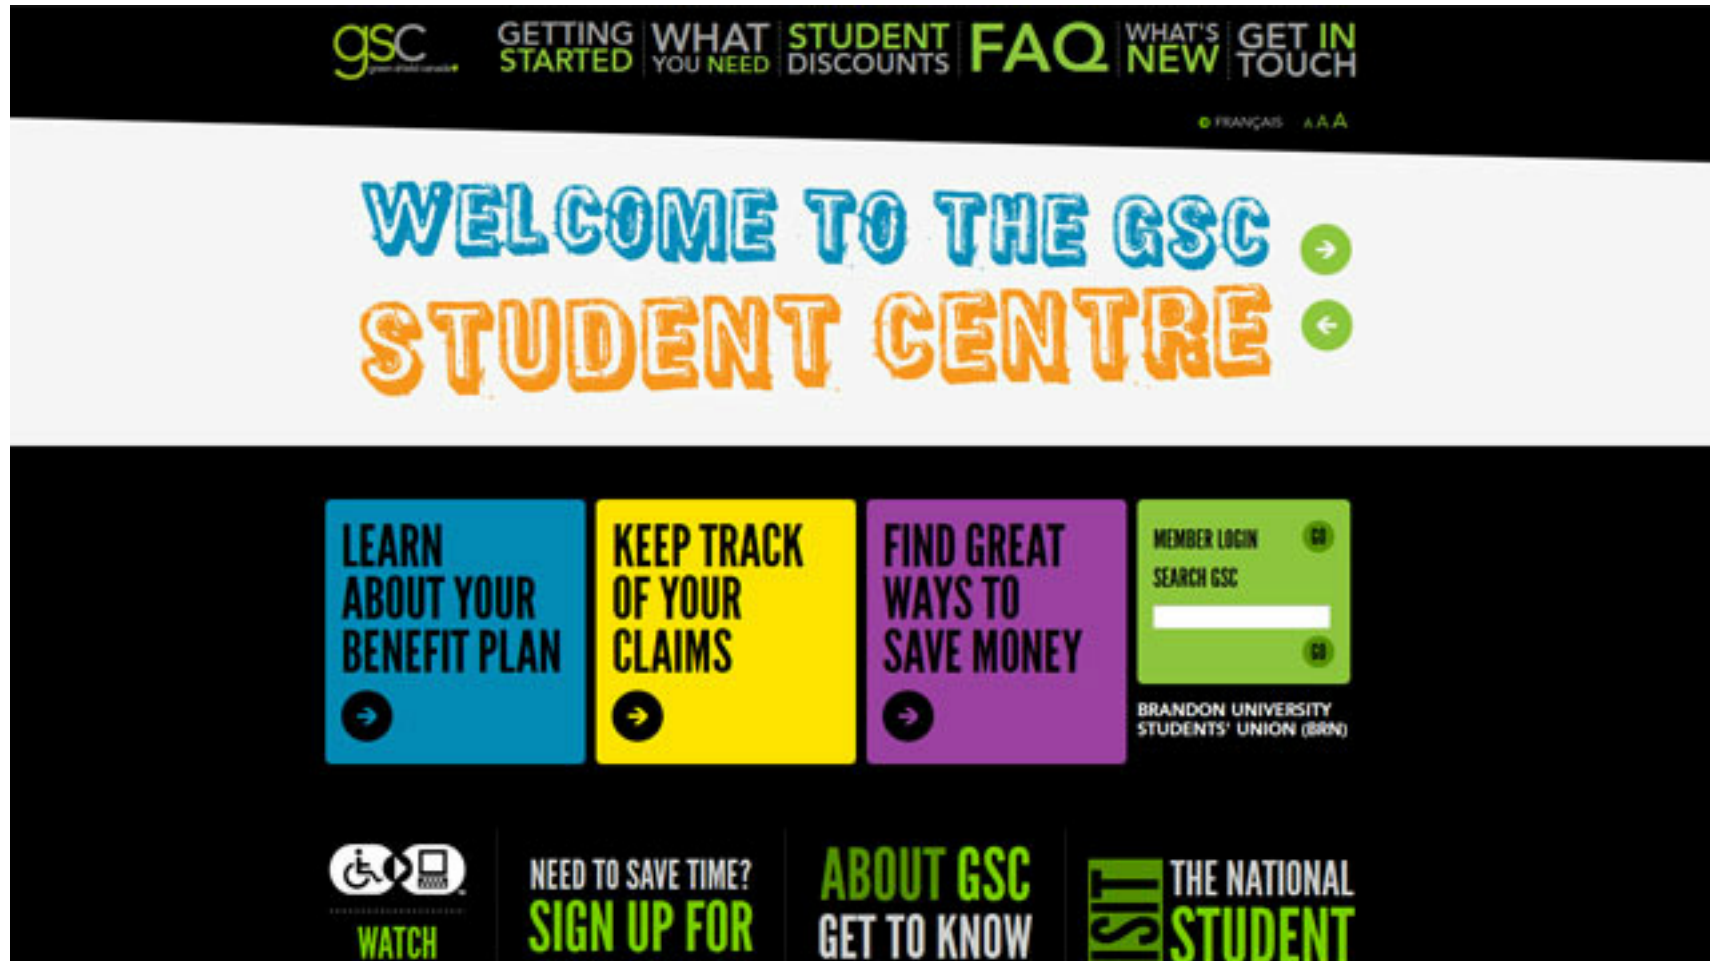 gsc
green shield canada
GETTING
STARTED
WHAT
YOU NEED
STUDENT
DISCOUNTS
FAQ
WHAT'S
NEW
GET IN
TOUCH
FRANÇAIS
A A A
WELCOME TO THE GSC
STUDENT CENTRE
LEARN
ABOUT YOUR
BENEFIT PLAN
KEEP TRACK
OF YOUR
CLAIMS
FIND GREAT
WAYS TO
SAVE MONEY
MEMBER LOGIN
GO
SEARCH GSC
GO
BRANDON UNIVERSITY
STUDENTS' UNION (BRN)
WATCH
NEED TO SAVE TIME?
SIGN UP FOR
ABOUT GSC
GET TO KNOW
THE NATIONAL
STUDENT